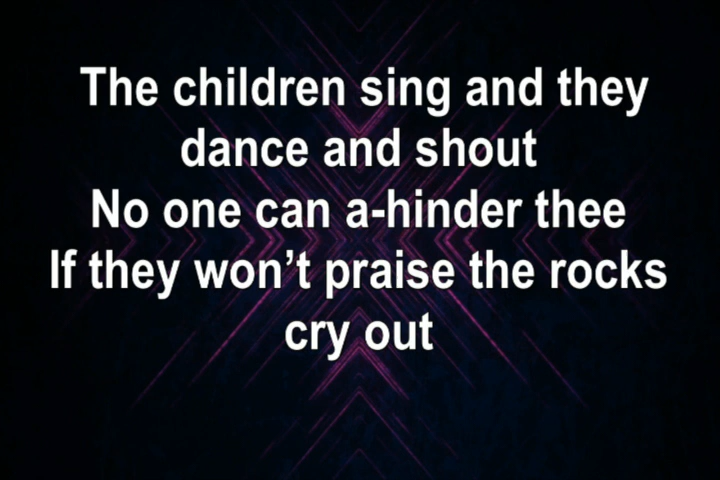 The children sing and they
dance and shout
No one can a-hinder thee
If they won’t praise the rocks
cry out